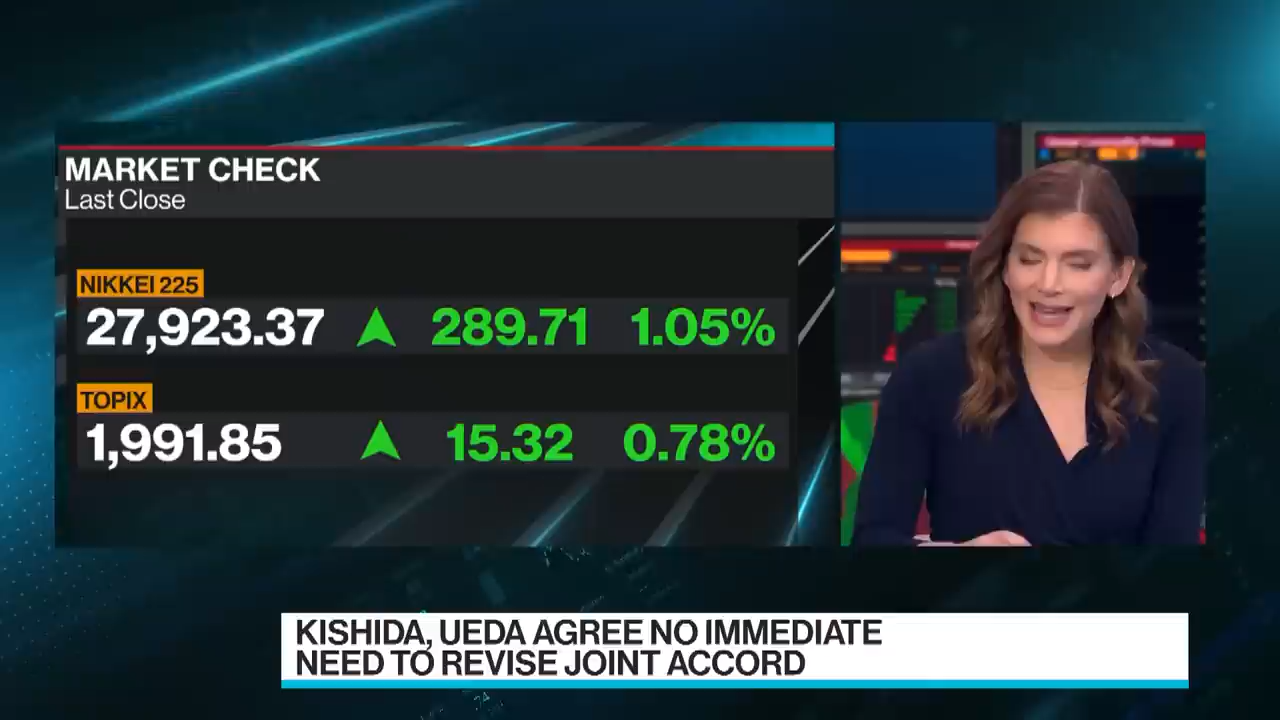 MARKET CHECK
Last Close
NIKKEI 225
27,923.37 289.71 1.05%
TOPIX
1,991.85 15.32 0.78%
KISHIDA, UEDA AGREE NO IMMEDIATE
NEED TO REVISE JOINT ACCORD